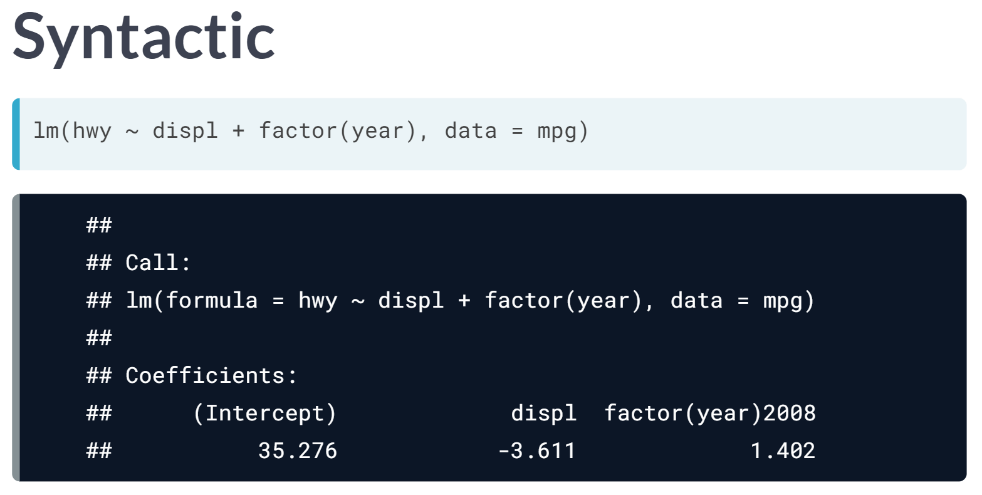 Syntactic
lm(hwy ~ displ + factor(year), data = mpg)
##
## Call:
## lm(formula = hwy ~ displ + factor(year), data = mpg)
##
## Coefficients:
##      (Intercept)             displ  factor(year)2008
##           35.276            -3.611             1.402